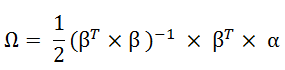 Ω = 1/2 (β^T × β)^-1 × β^T × α